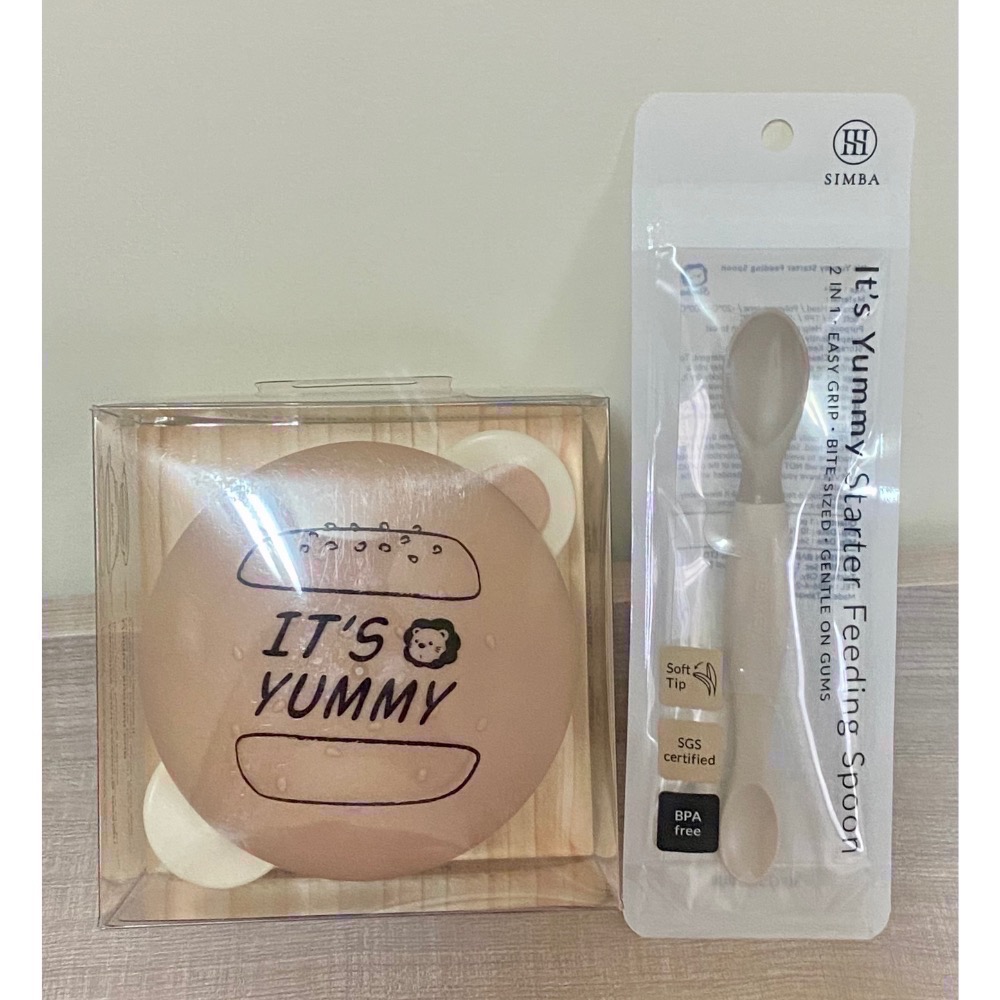 IT'S
YUMMY
SIMBA
It's Yummy Starter Feeding Spoon
2 IN 1 · EASY GRIP · BITE-SIZED · GENTLE ON GUMS
Soft
Tip
SGS
certified
BPA
free